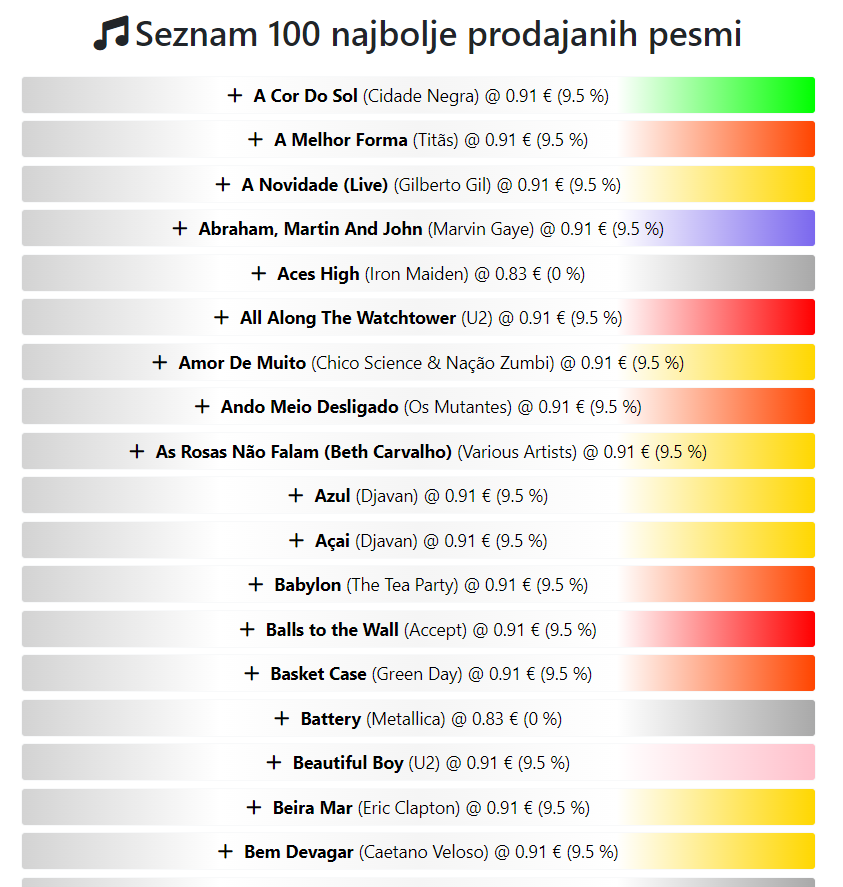 Seznam 100 najbolje prodajanih pesmi
+ A Cor Do Sol (Cidade Negra) @ 0.91 € (9.5 %)
+ A Melhor Forma (Titãs) @ 0.91 € (9.5 %)
+ A Novidade (Live) (Gilberto Gil) @ 0.91 € (9.5 %)
+ Abraham, Martin And John (Marvin Gaye) @ 0.91 € (9.5 %)
+ Aces High (Iron Maiden) @ 0.83 € (0 %)
+ All Along The Watchtower (U2) @ 0.91 € (9.5 %)
+ Amor De Muito (Chico Science & Nação Zumbi) @ 0.91 € (9.5 %)
+ Ando Meio Desligado (Os Mutantes) @ 0.91 € (9.5 %)
+ As Rosas Não Falam (Beth Carvalho) (Various Artists) @ 0.91 € (9.5 %)
+ Azul (Djavan) @ 0.91 € (9.5 %)
+ Açai (Djavan) @ 0.91 € (9.5 %)
+ Babylon (The Tea Party) @ 0.91 € (9.5 %)
+ Balls to the Wall (Accept) @ 0.91 € (9.5 %)
+ Basket Case (Green Day) @ 0.91 € (9.5 %)
+ Battery (Metallica) @ 0.83 € (0 %)
+ Beautiful Boy (U2) @ 0.91 € (9.5 %)
+ Beira Mar (Eric Clapton) @ 0.91 € (9.5 %)
+ Bem Devagar (Caetano Veloso) @ 0.91 € (9.5 %)